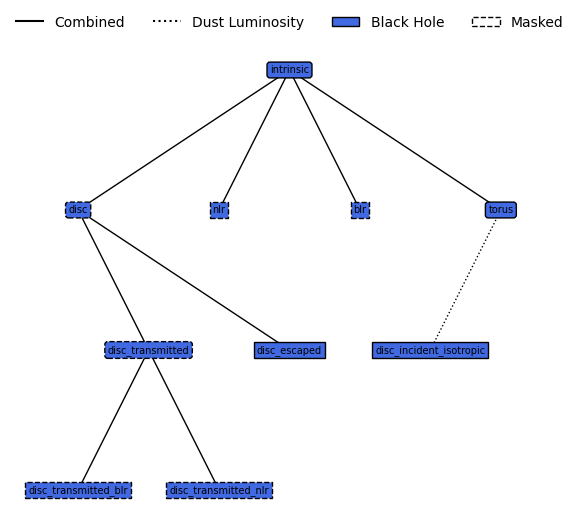 Combined Dust Luminosity Black Hole Masked
intrinsic
disc nlr blr torus
disc_transmitted disc_escaped disc_incident_isotropic
disc_transmitted_blr disc_transmitted_nlr